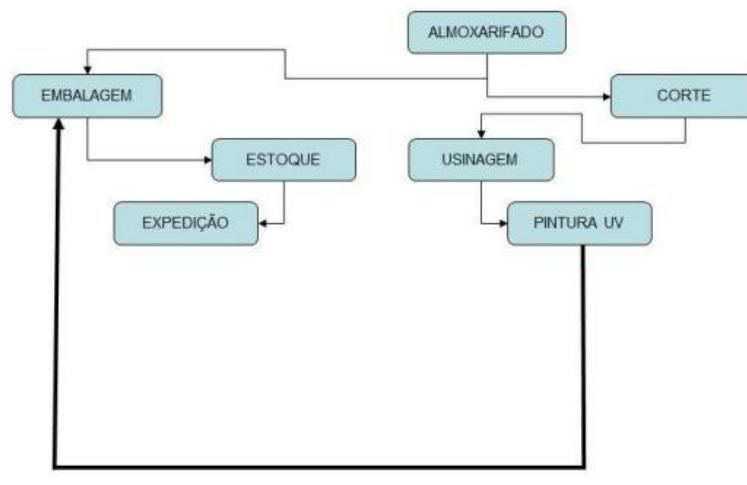 ALMOXARIFADO
EMBALAGEM
CORTE
ESTOQUE
USINAGEM
EXPEDIÇÃO
PINTURA UV